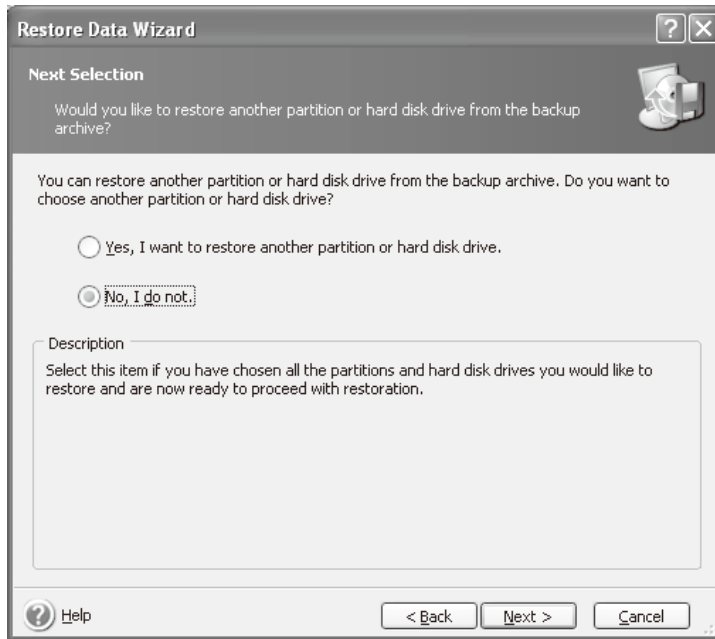 Restore Data Wizard
Next Selection
Would you like to restore another partition or hard disk drive from the backup
archive?
You can restore another partition or hard disk drive from the backup archive. Do you want to
choose another partition or hard disk drive?
Yes, I want to restore another partition or hard disk drive.
No, I do not.
Description
Select this item if you have chosen all the partitions and hard disk drives you would like to
restore and are now ready to proceed with restoration.
? Help
< Back
Next >
Cancel